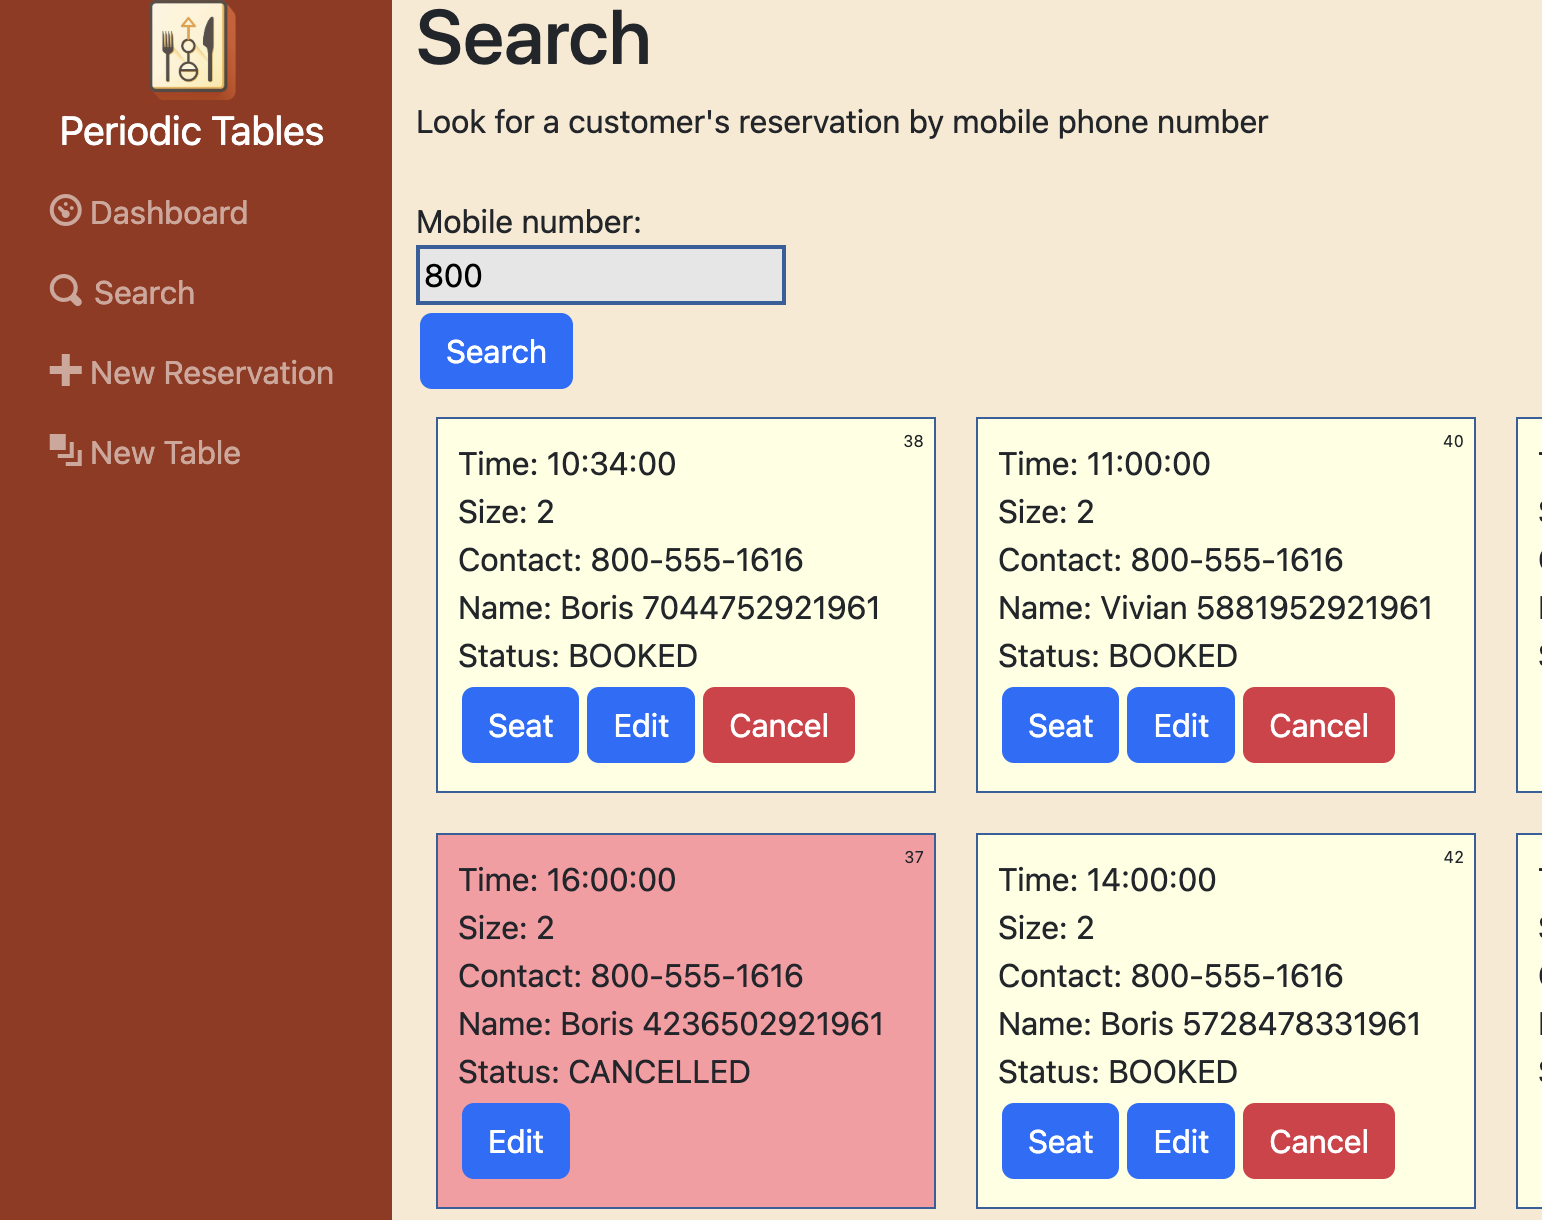 Periodic Tables
Dashboard
Search
New Reservation
New Table
Search
Look for a customer's reservation by mobile phone number
Mobile number:
800
Search
38
Time: 10:34:00
Size: 2
Contact: 800-555-1616
Name: Boris 7044752921961
Status: BOOKED
Seat Edit Cancel
40
Time: 11:00:00
Size: 2
Contact: 800-555-1616
Name: Vivian 5881952921961
Status: BOOKED
Seat Edit Cancel
37
Time: 16:00:00
Size: 2
Contact: 800-555-1616
Name: Boris 4236502921961
Status: CANCELLED
Edit
42
Time: 14:00:00
Size: 2
Contact: 800-555-1616
Name: Boris 5728478331961
Status: BOOKED
Seat Edit Cancel